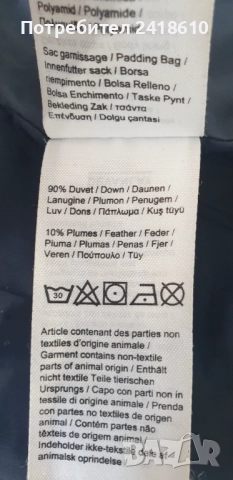 Polyamid / Polyamide /
Потребител 2418610
Sac garnissage / Padding Bag /
Innenfutter sack / Borsa
Imbottitura / Bolsa Relleno /
Bolsa Enchimento / Taske Pynt /
Bekleding Zak / τσάντα
Επένδυση / Dolgu çantası
90% Duvet / Down / Daunen /
Lanugine / Plumon / Penugem /
Luv / Dons / Πάπλωμα / Kuş tüyü
10% Plumes / Feather / Feder /
Piuma / Plumas / Penas / Fjer /
Veren / Πούπουλο / Tüy
30
Article contenant des parties non
textiles d'origine animale /
Garment contains non-textile
parts of animal origin / Enthält
nicht textile Teile tierischen
Ursprungs / Capo con parti non in
tessile di origine animale / Prenda
con partes no textiles de origen
animal / Contém partes não
têxteis de origem animal.
Indeholder ikke-tekstile dele af
animalsk oprindelse /
BAZAR